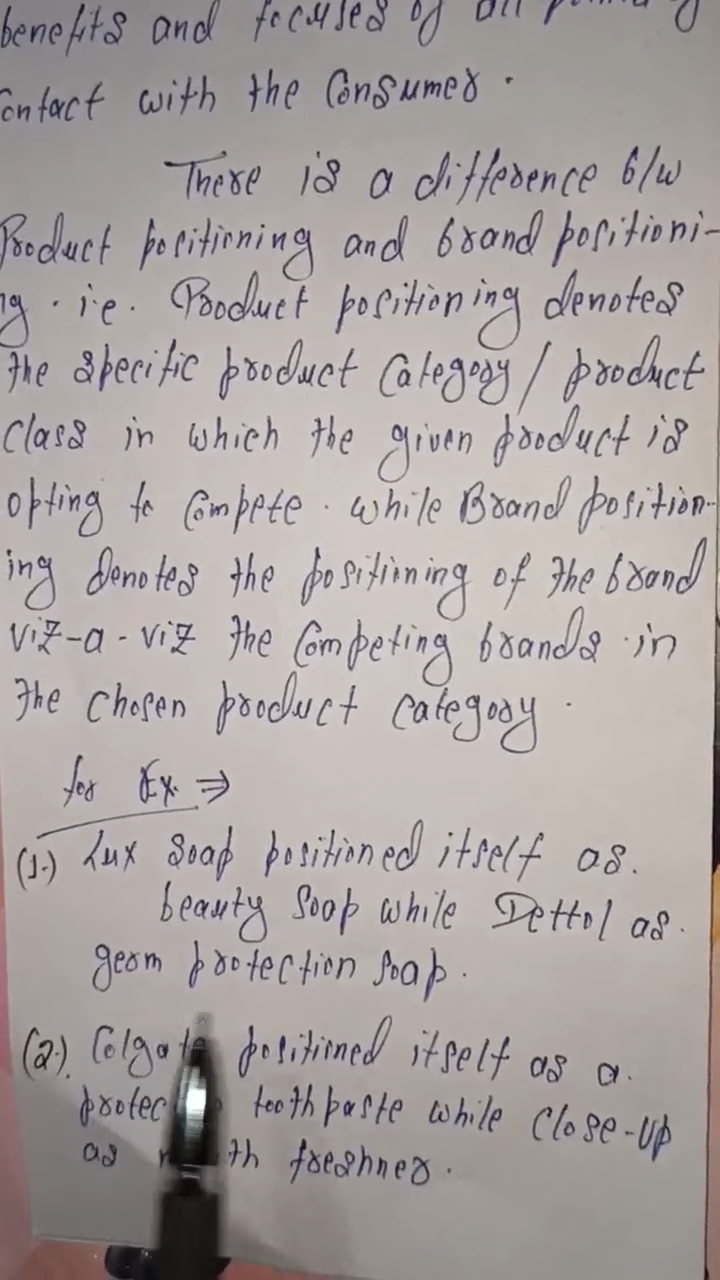 benefits and focuses of all
contact with the Consumer.
There is a difference b/w
Product positioning and brand positioni-
ng. i.e. Product positioning denotes
the specific product Category / product
Class in which the given product is
opting to Compete. while Brand position-
ing denotes the positioning of the brand
viz-a-viz the Competing brands in
the chosen product category.
for Ex. ⇒
(1.) Lux Soap positioned itself as.
beauty Soap while Dettol as.
germ protection soap.
(2.) Colgate positioned itself as a.
toothpaste while Close-up
as freshner.